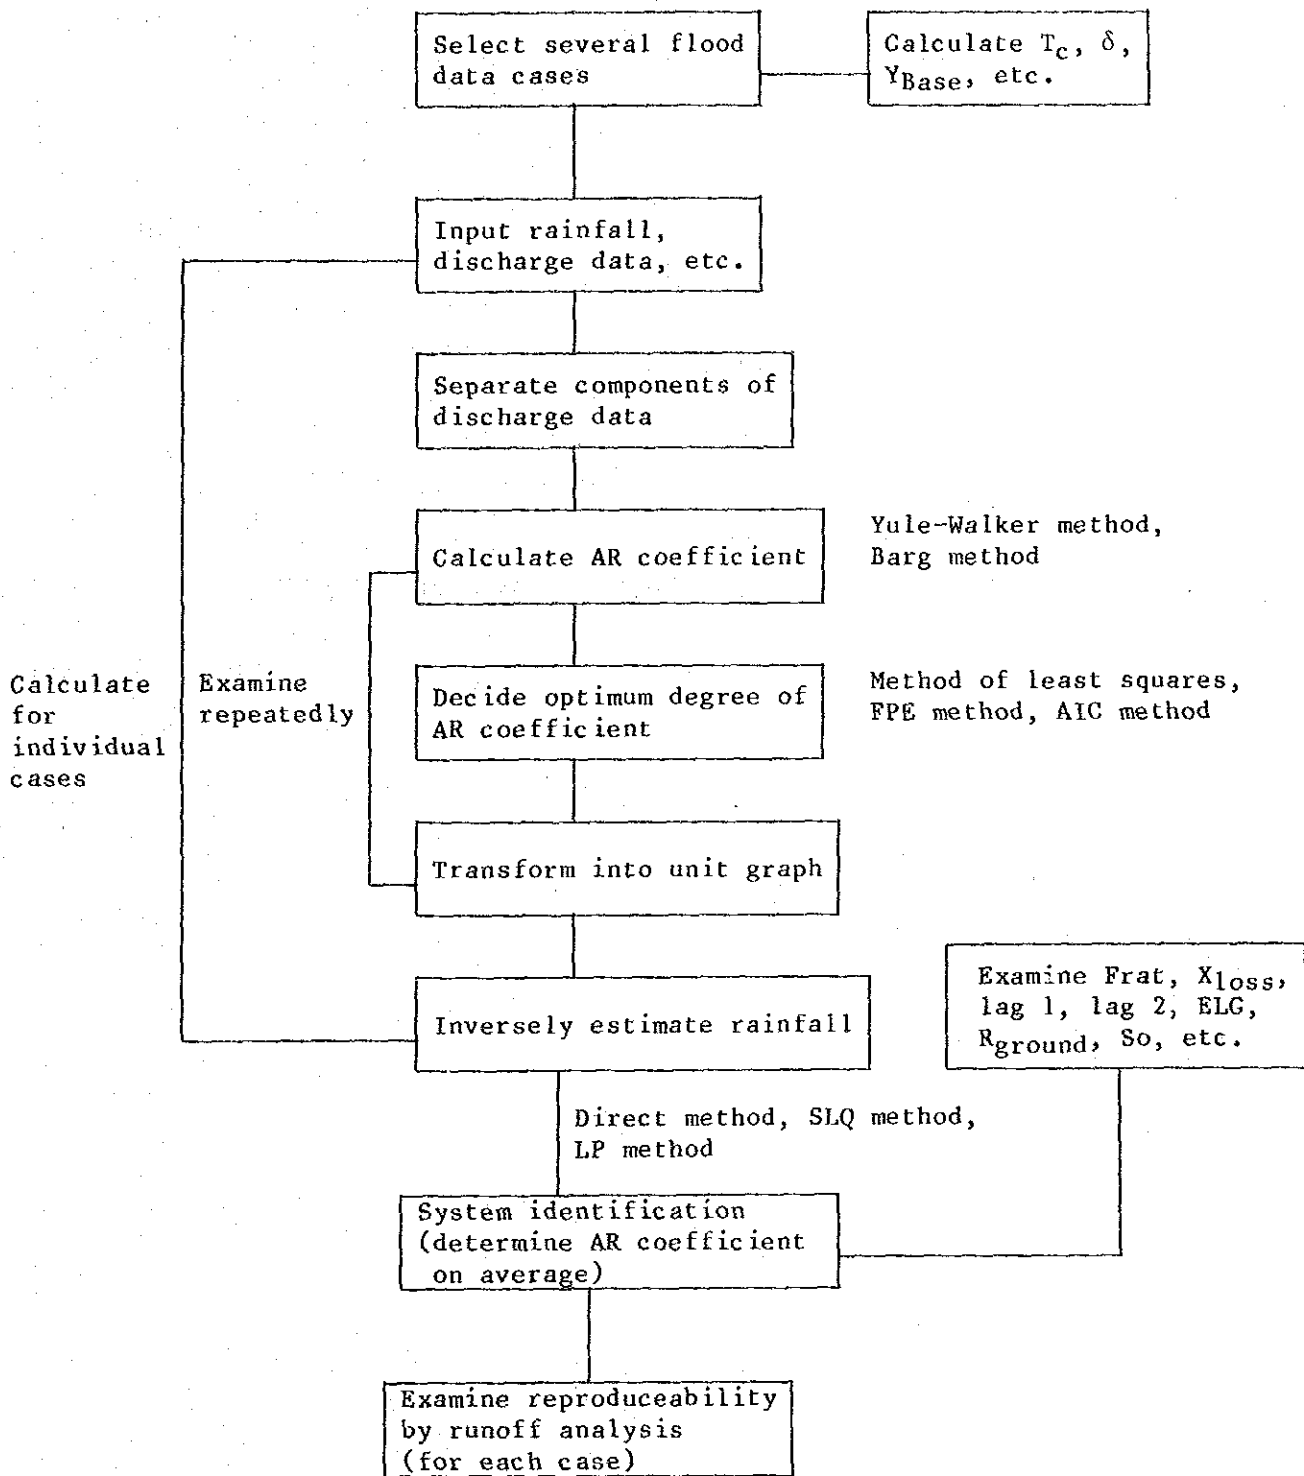 Select several flood
data cases
Calculate Tc, δ,
YBase, etc.
Input rainfall,
discharge data, etc.
Separate components of
discharge data
Calculate AR coefficient
Yule-Walker method,
Barg method
Calculate
for
individual
cases
Examine
repeatedly
Decide optimum degree of
AR coefficient
Method of least squares,
FPE method, AIC method
Transform into unit graph
Inversely estimate rainfall
Examine Frat, Xloss,
lag 1, lag 2, ELG,
Rground, So, etc.
Direct method, SLQ method,
LP method
System identification
(determine AR coefficient
on average)
Examine reproduceability
by runoff analysis
(for each case)